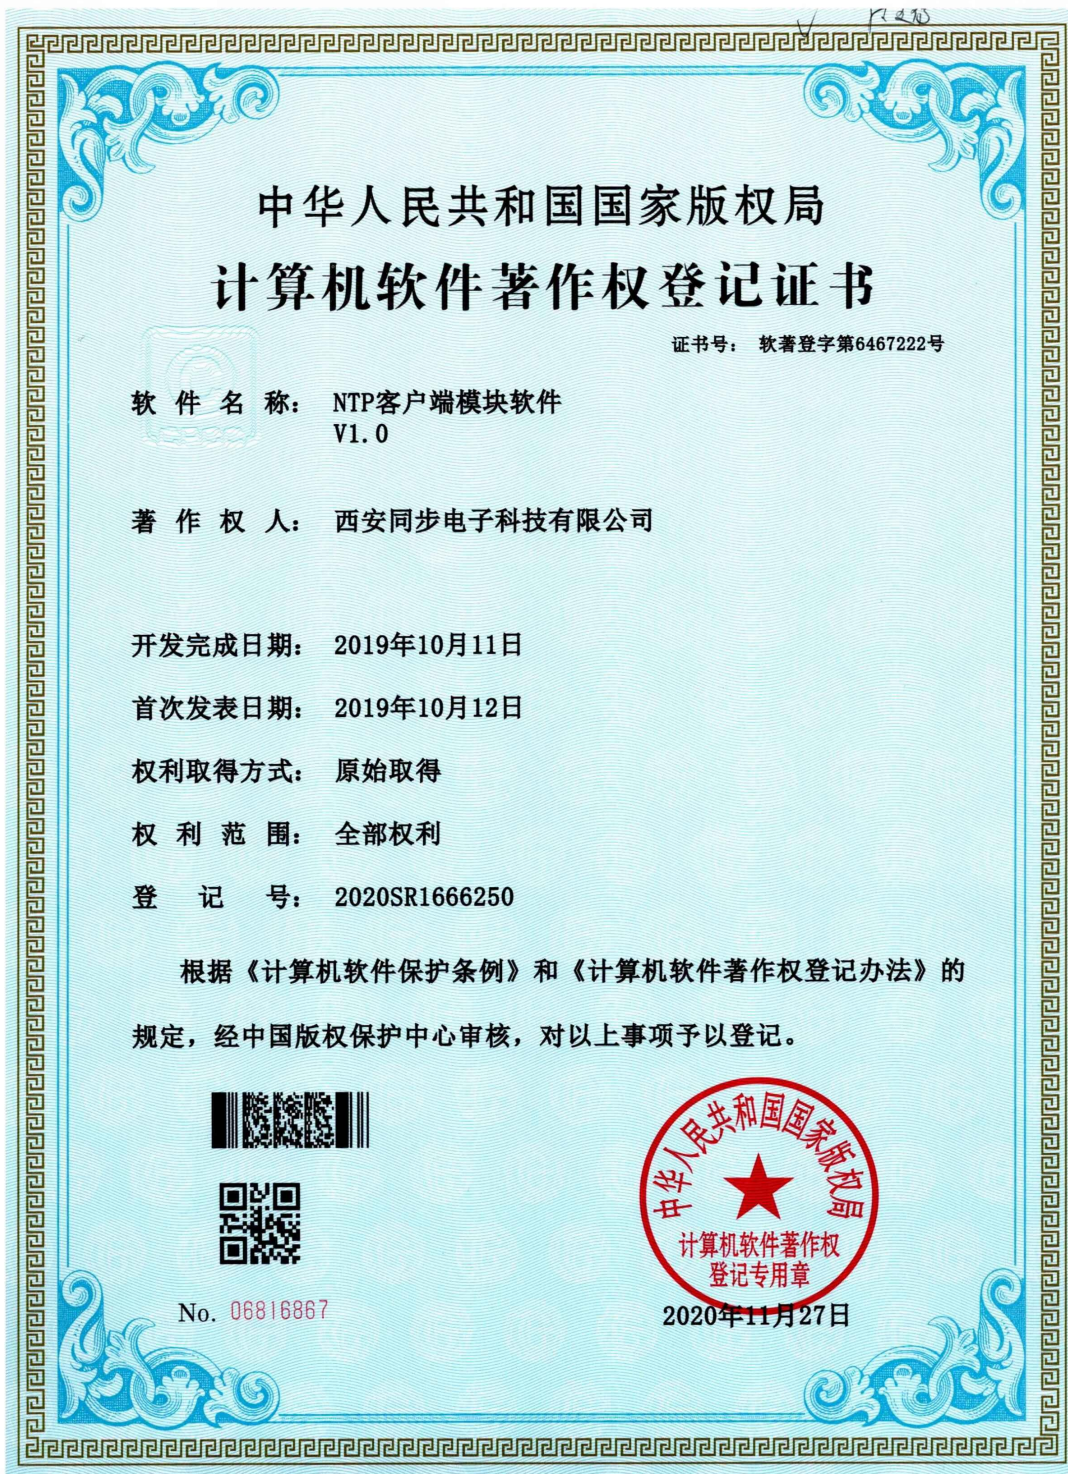 中华人民共和国国家版权局
计算机软件著作权登记证书
证书号： 软著登字第6467222号
软件名称： NTP客户端模块软件
V1.0
著作权人： 西安同步电子科技有限公司
开发完成日期： 2019年10月11日
首次发表日期： 2019年10月12日
权利取得方式： 原始取得
权利范围： 全部权利
登记号： 2020SR1666250
根据《计算机软件保护条例》和《计算机软件著作权登记办法》的
规定，经中国版权保护中心审核，对以上事项予以登记。
中华人民共和国国家版权局
计算机软件著作权
登记专用章
No. 06816867
2020年11月27日